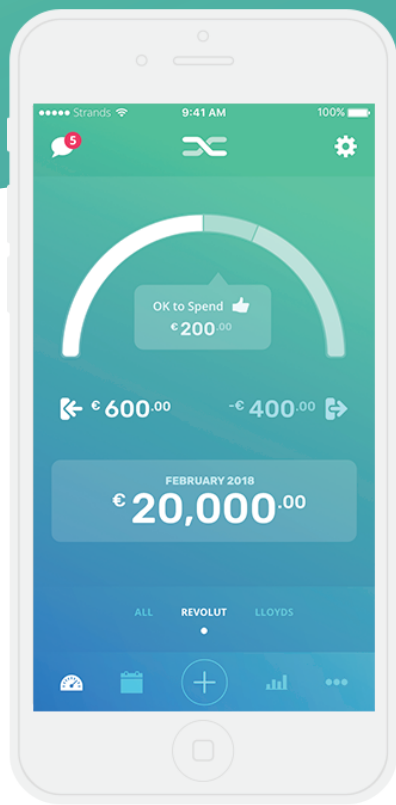 Strands 9:41 AM 100%
5
OK to Spend
€200.00
€600.00 -€400.00
FEBRUARY 2018
€20,000.00
ALL REVOLUT LLOYDS